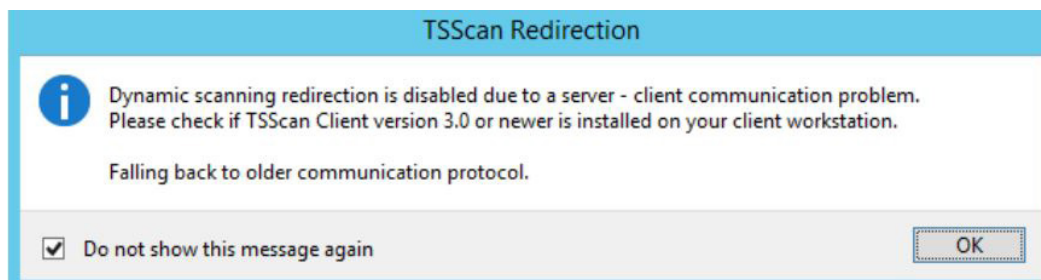 TSScan Redirection
Dynamic scanning redirection is disabled due to a server - client communication problem.
Please check if TSScan Client version 3.0 or newer is installed on your client workstation.
Falling back to older communication protocol.
Do not show this message again
OK